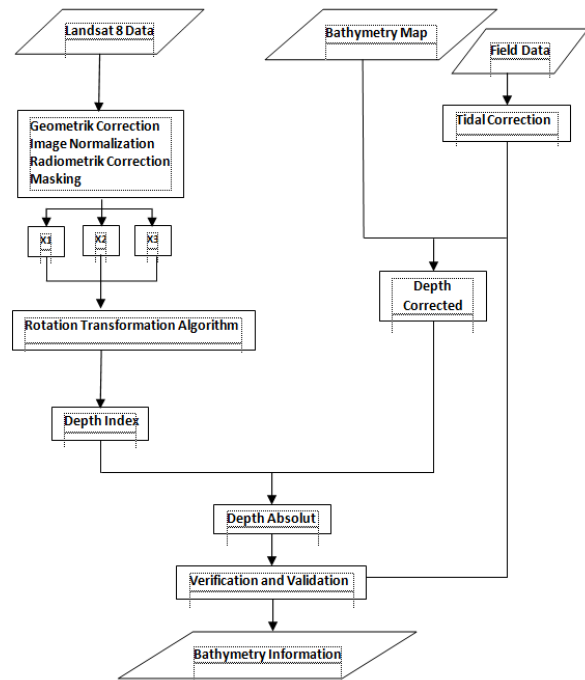 Landsat 8 Data
Bathymetry Map
Field Data
Geometrik Correction
Image Normalization
Radiometrik Correction
Masking
Tidal Correction
X1
X2
X3
Depth
Corrected
Rotation Transformation Algorithm
Depth Index
Depth Absolut
Verification and Validation
Bathymetry Information